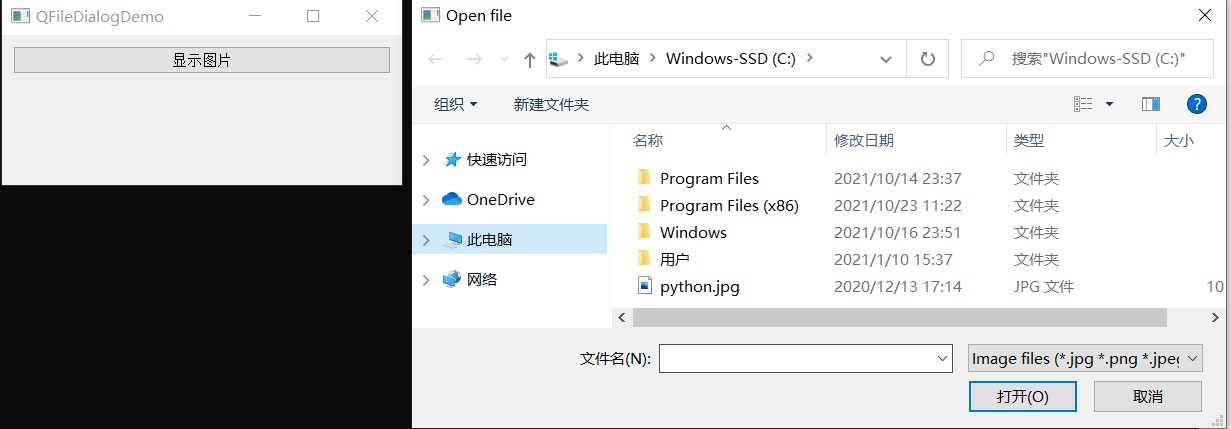 QFileDialogDemo
显示图片
Open file
此电脑 Windows-SSD (C:)
搜索"Windows-SSD (C:)"
组织 新建文件夹
名称 修改日期 类型 大小
快速访问
OneDrive
此电脑
网络
Program Files 2021/10/14 23:37 文件夹
Program Files (x86) 2021/10/23 11:22 文件夹
Windows 2021/10/16 23:51 文件夹
用户 2021/1/10 15:37 文件夹
python.jpg 2020/12/13 17:14 JPG 文件 10
文件名(N): Image files (*.jpg *.png *.jpeg
打开(O) 取消